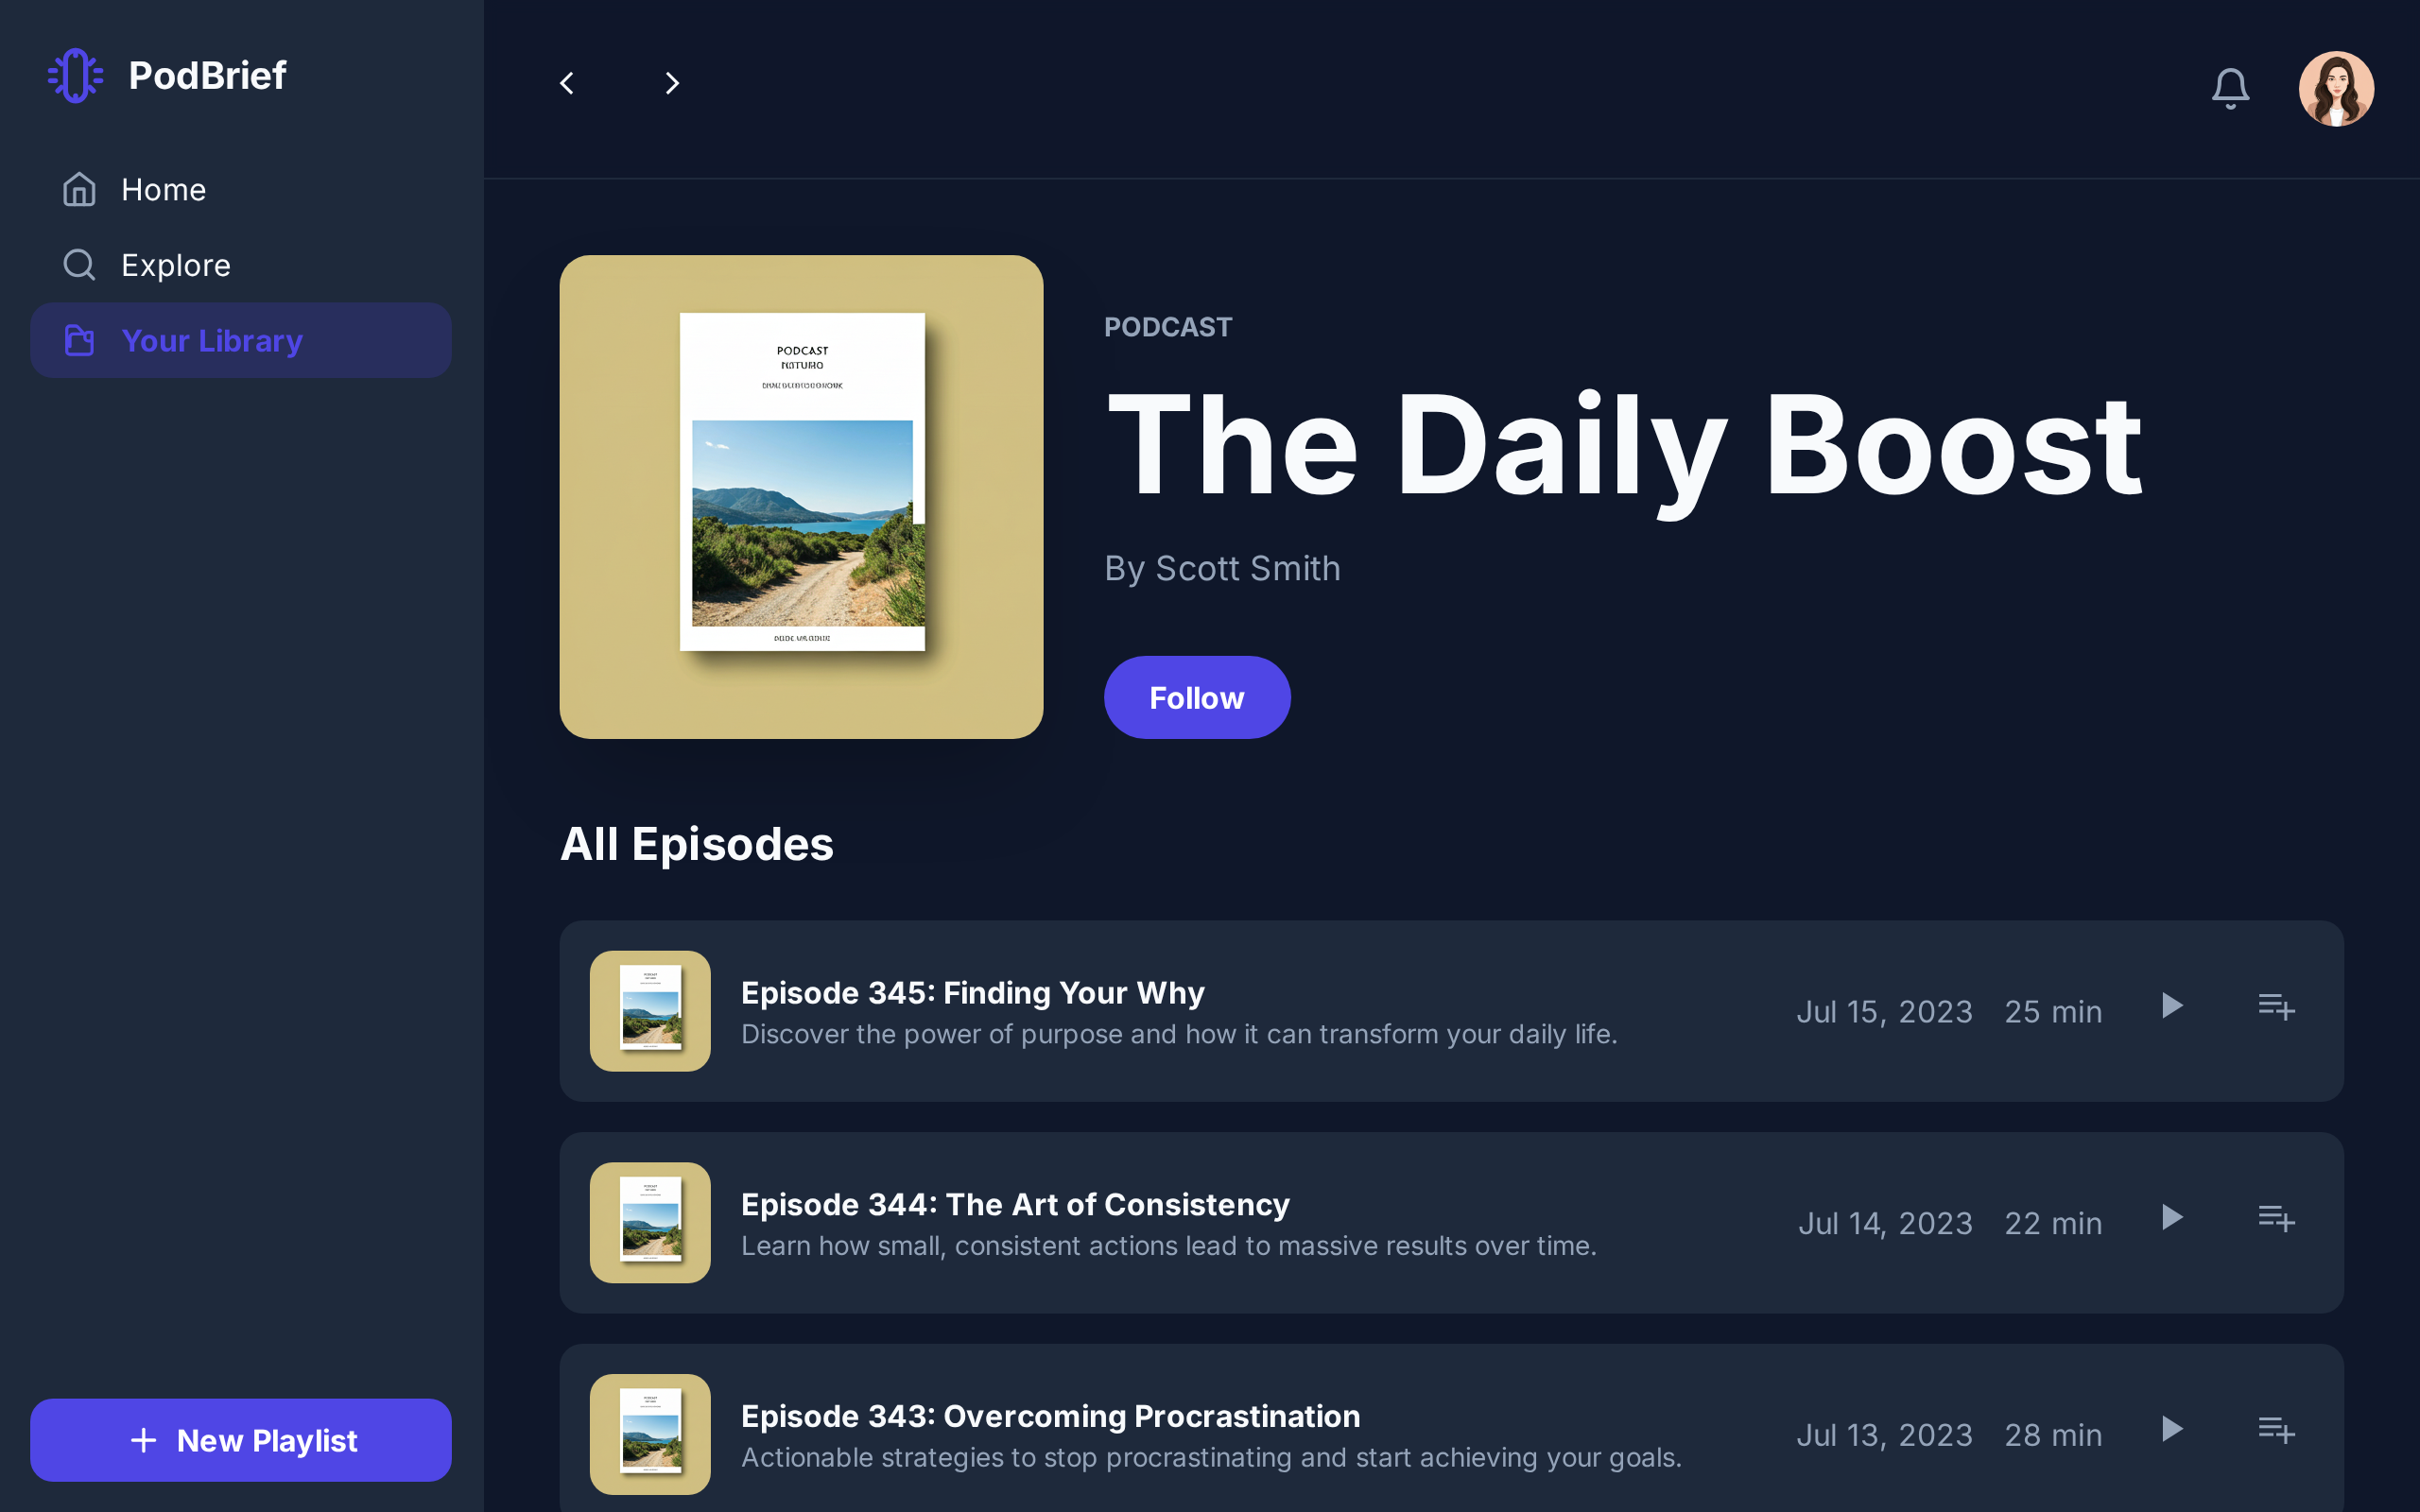 PodBrief
Home
Explore
Your Library
New Playlist
PODCAST
PODCAST
The Daily Boost
By Scott Smith
Follow
All Episodes
Episode 345: Finding Your Why
Discover the power of purpose and how it can transform your daily life.
Jul 15, 2023 25 min
Episode 344: The Art of Consistency
Learn how small, consistent actions lead to massive results over time.
Jul 14, 2023 22 min
Episode 343: Overcoming Procrastination
Actionable strategies to stop procrastinating and start achieving your goals.
Jul 13, 2023 28 min